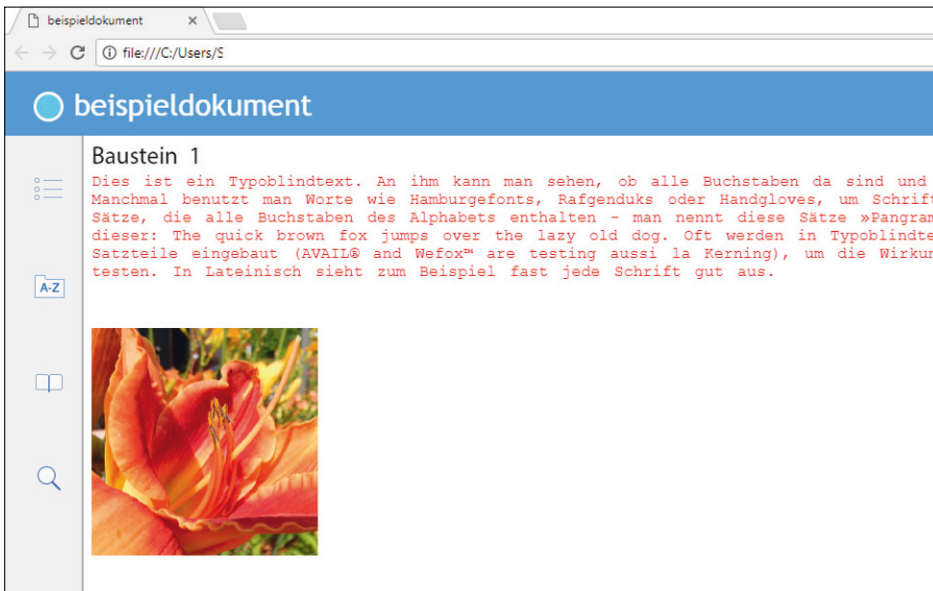 beispieldokument
file:///C:/Users/S
beispieldokument
Baustein 1
Dies ist ein Typoblindtext. An ihm kann man sehen, ob alle Buchstaben da sind und
Manchmal benutzt man Worte wie Hamburgefonts, Rafgenduks oder Handgloves, um Schrift
Sätze, die alle Buchstaben des Alphabets enthalten - man nennt diese Sätze »Pangram
dieser: The quick brown fox jumps over the lazy old dog. Oft werden in Typoblindte
Satzteile eingebaut (AVAIL® and Wefox™ are testing aussi la Kerning), um die Wirkun
testen. In Lateinisch sieht zum Beispiel fast jede Schrift gut aus.
A-Z